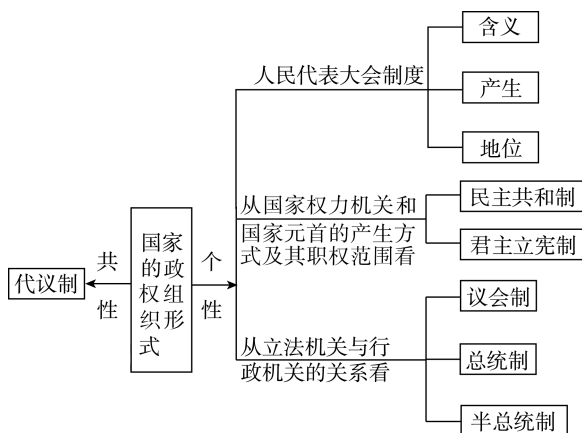 含义
人民代表大会制度
产生
地位
从国家权力机关和
国家元首的产生方
式及其职权范围看
民主共和制
君主立宪制
代议制
共
性
国家
的政
权组
织形
式
个
性
议会制
从立法机关与行
政机关的关系看
总统制
半总统制